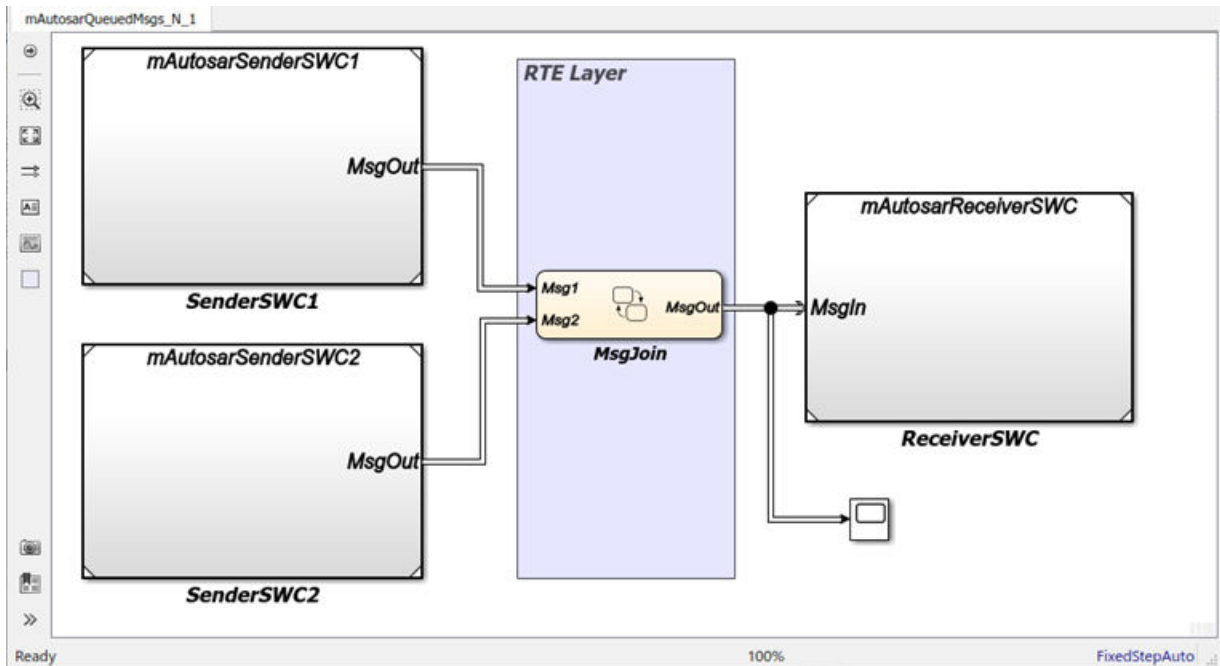 mAutosarQueuedMsgs_N_1
mAutosarSenderSWC1
MsgOut
SenderSWC1
mAutosarSenderSWC2
MsgOut
SenderSWC2
RTE Layer
Msg1
Msg2
MsgOut
MsgJoin
mAutosarReceiverSWC
MsgIn
ReceiverSWC
Ready
100%
FixedStepAuto